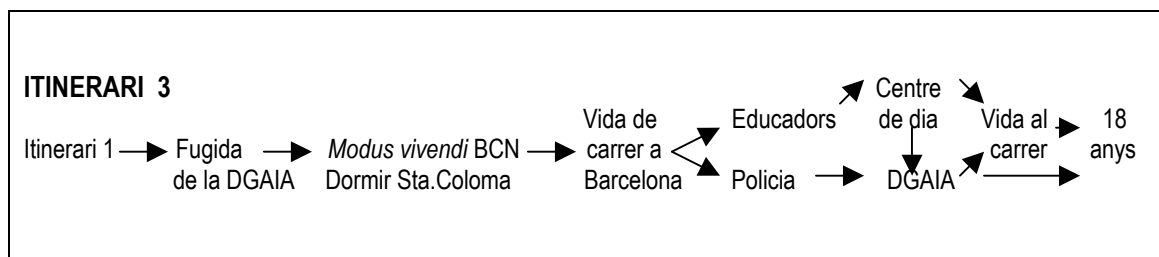 ITINERARI 3
Itinerari 1
Fugida
de la DGAIA
Modus vivendi BCN
Dormir Sta.Coloma
Vida de
carrer a
Barcelona
Educadors
Policia
Centre
de dia
DGAIA
Vida al
carrer
18
anys